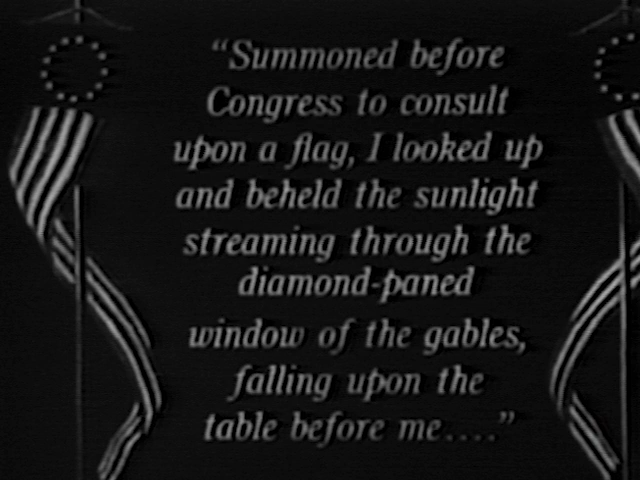 “Summoned before
Congress to consult
upon a flag, I looked up
and beheld the sunlight
streaming through the
diamond-paned
window of the gables,
falling upon the
table before me....”